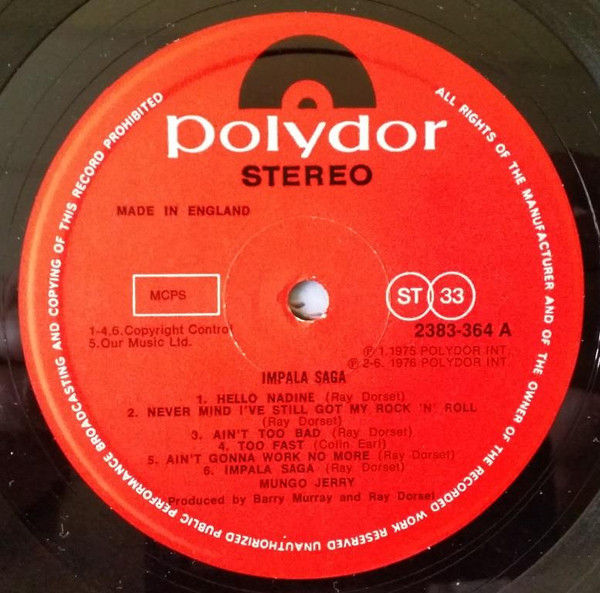 polydor
STEREO
MADE IN ENGLAND
MCPS
ST 33
1-4,6.Copyright Control
5.Our Music Ltd.
2383-364 A
℗ 1.1975 POLYDOR INT.
℗ 2-6. 1976 POLYDOR INT.
IMPALA SAGA
1. HELLO NADINE (Ray Dorset)
2. NEVER MIND I'VE STILL GOT MY ROCK 'N' ROLL
(Ray Dorset)
3. AIN'T TOO BAD (Ray Dorset)
4. TOO FAST (Colin Earl)
5. AIN'T GONNA WORK NO MORE (Ray Dorset)
6. IMPALA SAGA (Ray Dorset)
MUNGO JERRY
Produced by Barry Murray and Ray Dorset
ALL RIGHTS OF THE MANUFACTURER AND OF THE OWNER OF THE RECORDED WORK RESERVED UNAUTHORIZED PUBLIC PERFORMANCE BROADCASTING AND COPYING OF THIS RECORD PROHIBITED